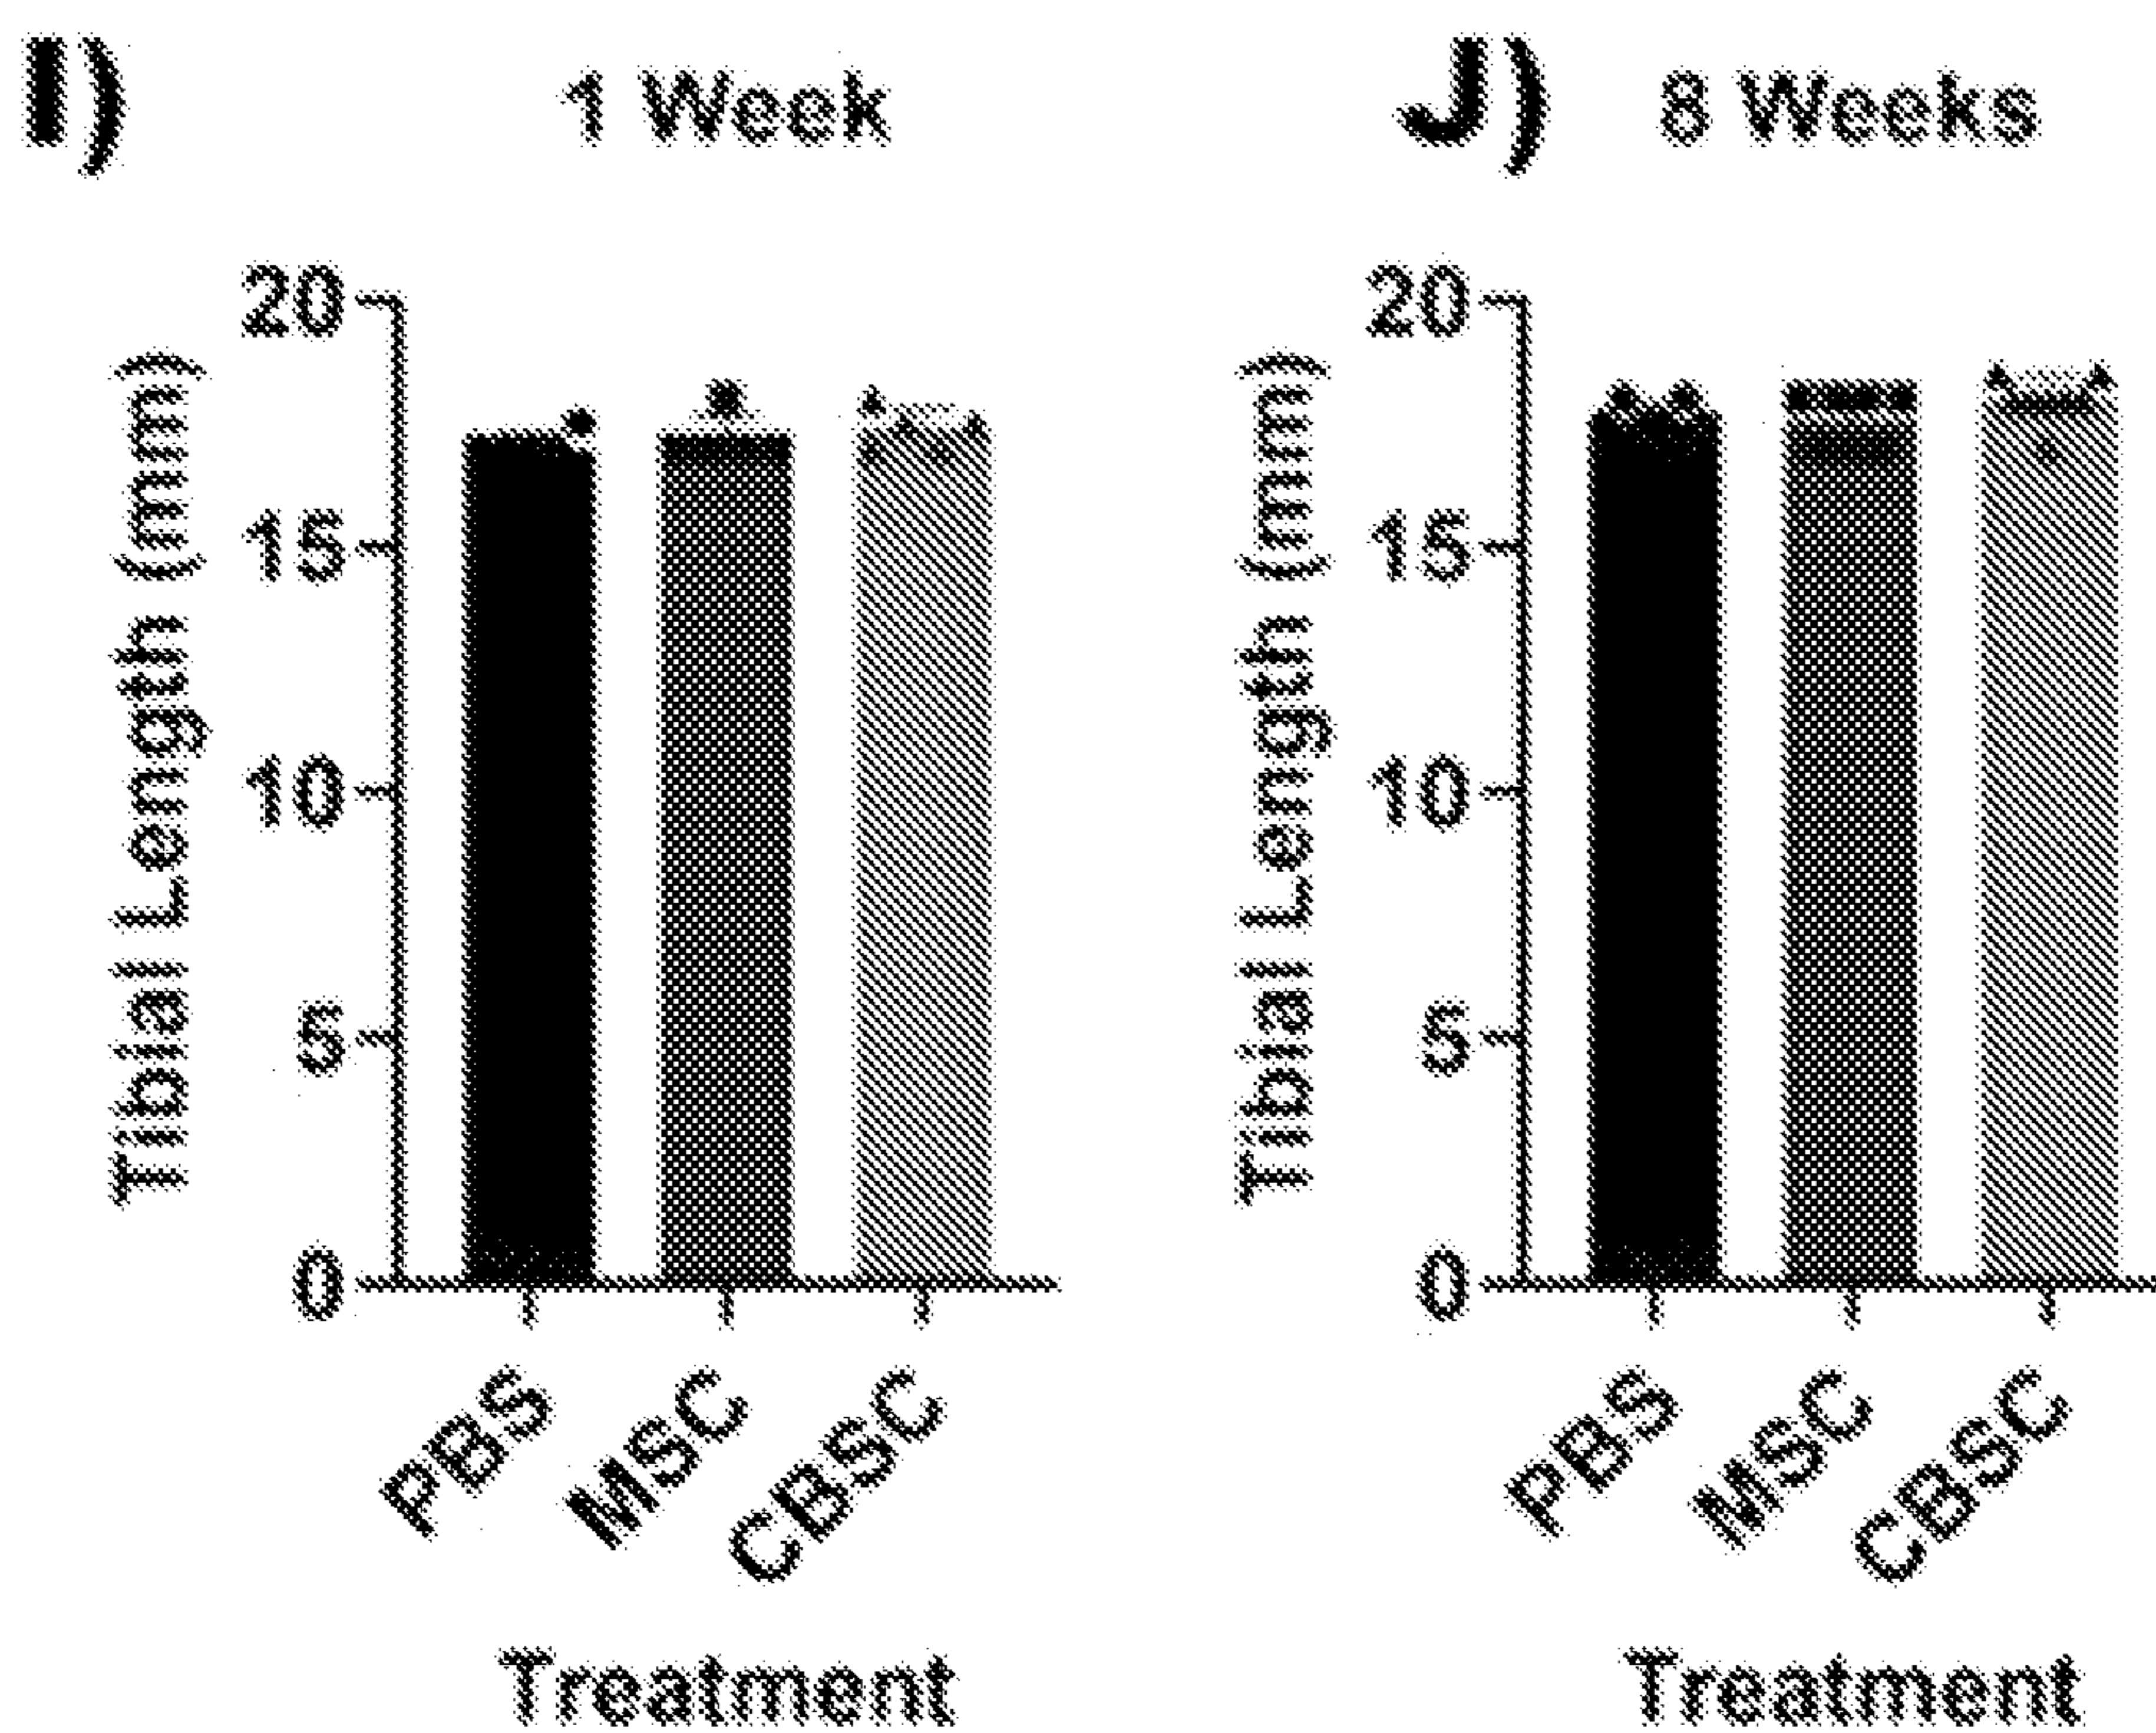 I) 1 Week
Tibial Length (mm)
20
15
10
5
0
PBS
MSC
CBSC
Treatment
J) 8 Weeks
Tibial Length (mm)
20
15
10
5
0
PBS
MSC
CBSC
Treatment